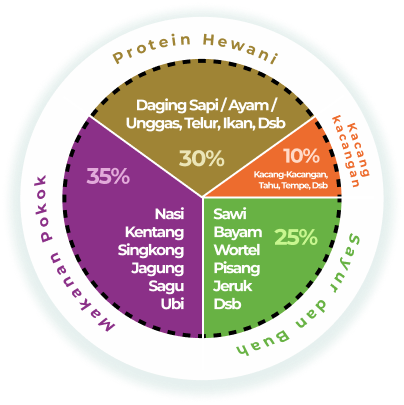 Protein Hewani
Daging Sapi / Ayam /
Unggas, Telur, Ikan, Dsb
30%
Kacang
kacangan
10%
Kacang-Kacangan,
Tahu, Tempe, Dsb
Makanan Pokok
35%
Nasi
Kentang
Singkong
Jagung
Sagu
Ubi
Sawi
Bayam
Wortel
Pisang
Jeruk
Dsb
25%
Sayur dan Buah